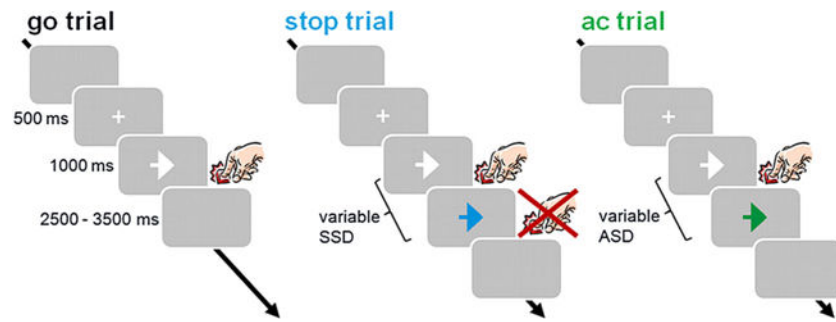 go trial
500 ms
1000 ms
2500 - 3500 ms
stop trial
variable
SSD
ac trial
variable
ASD